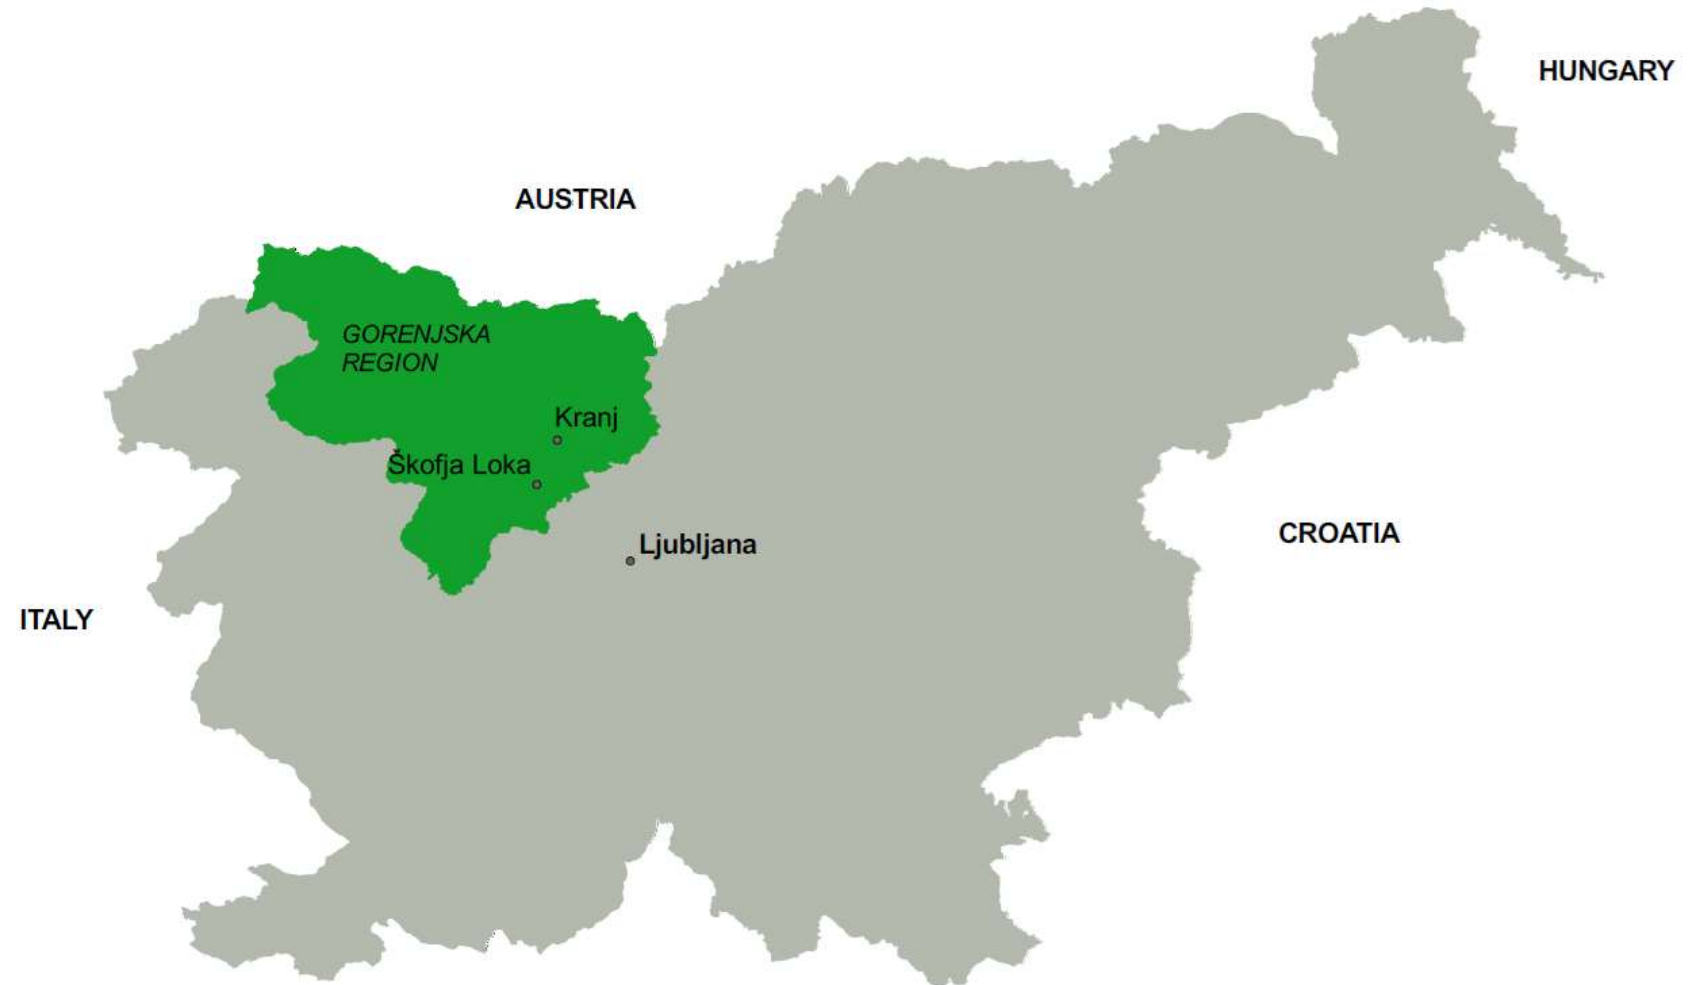 HUNGARY
AUSTRIA
GORENJSKA
REGION
Kranj
Škofja Loka
CROATIA
Ljubljana
ITALY